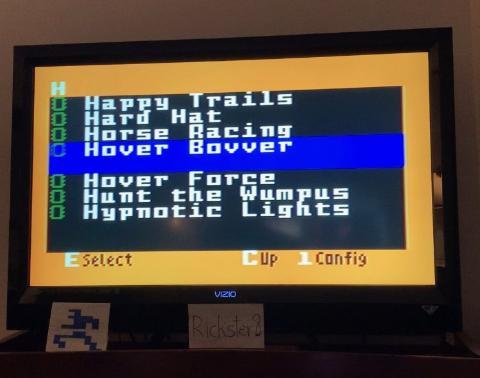 H
O Happy Trails
O Hard Hat
O Horse Racing
O Hover Bovver
O Hover Force
O Hunt the Wumpus
O Hypnotic Lights
E Select C Up 1 Config
VIZIO
Rickster8